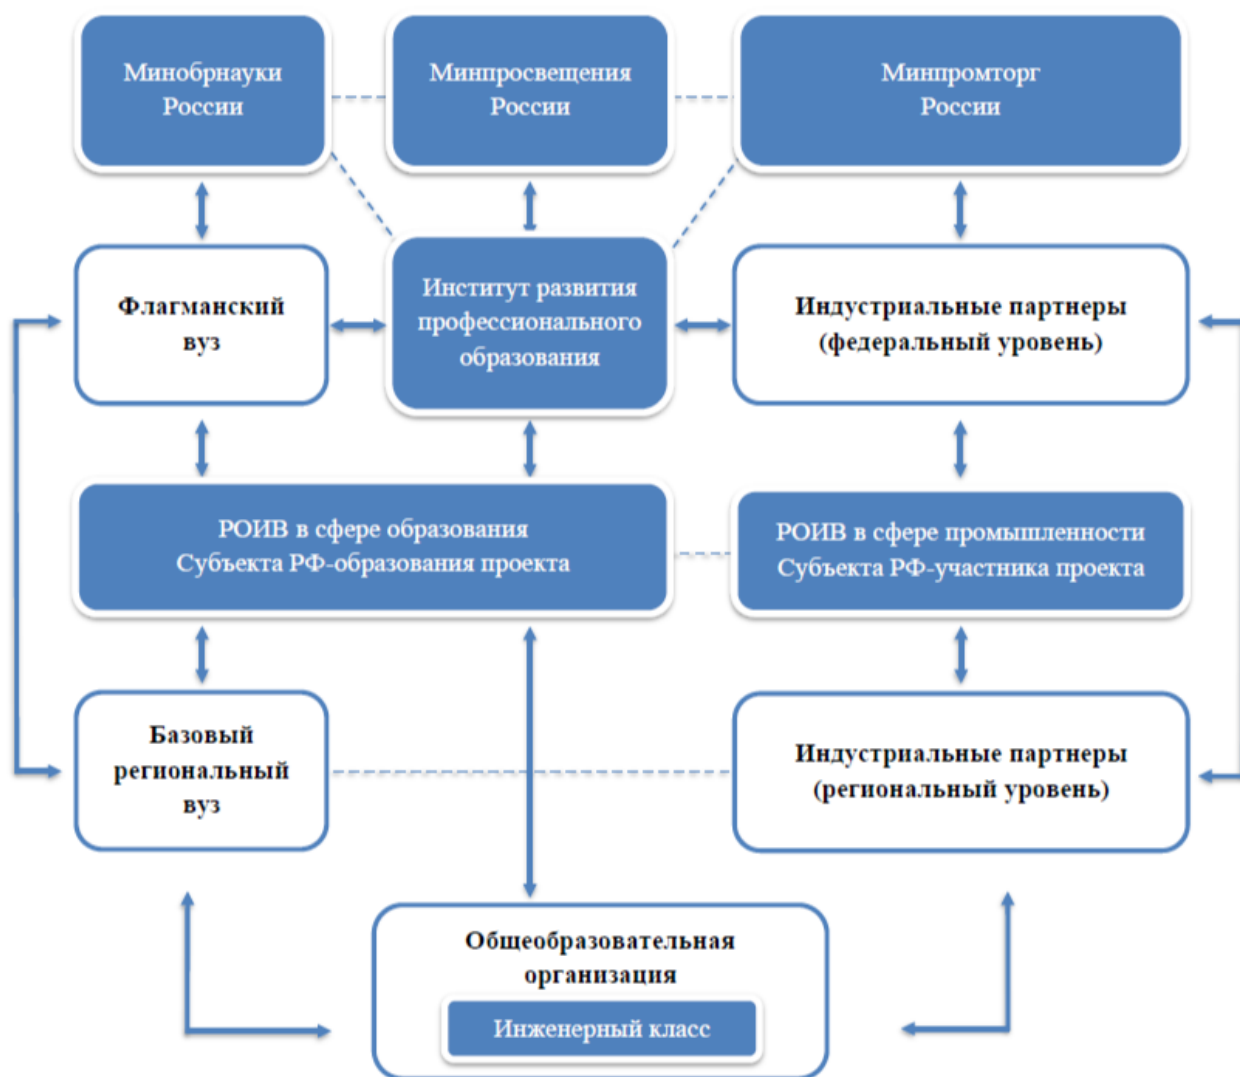 Минобрнауки
России
Минпросвещения
России
Минпромторг
России
Флагманский
вуз
Институт развития
профессионального
образования
Индустриальные партнеры
(федеральный уровень)
РОИВ в сфере образования
Субъекта РФ-образования проекта
РОИВ в сфере промышленности
Субъекта РФ-участника проекта
Базовый
региональный
вуз
Индустриальные партнеры
(региональный уровень)
Общеобразовательная
организация
Инженерный класс